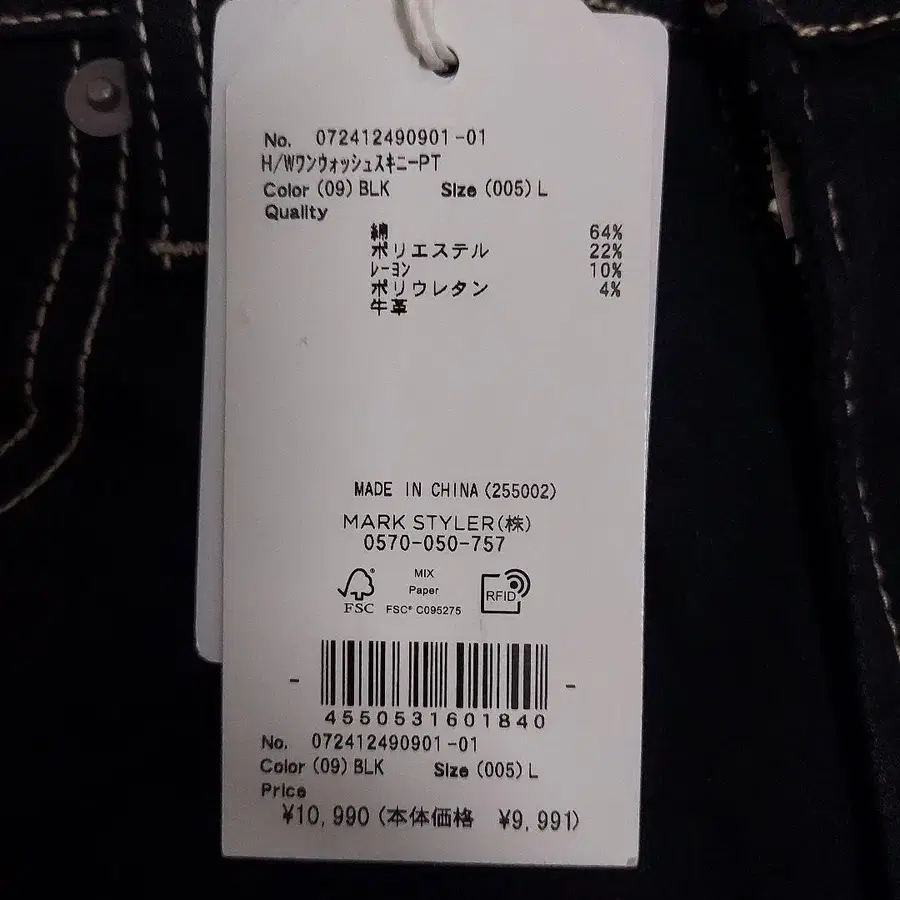 No. 072412490901-01
H/WワンウォッシュスキニーPT
Color (09) BLK Size (005) L
Quality
綿 64%
ポリエステル 22%
レーヨン 10%
ポリウレタン 4%
牛革
MADE IN CHINA (255002)
MARK STYLER(株)
0570-050-757
FSC
MIX
Paper
FSC® C095275
RFID
4550531601840
No. 072412490901-01
Color (09) BLK Size (005) L
Price
¥10,990 (本体価格 ¥9,991)